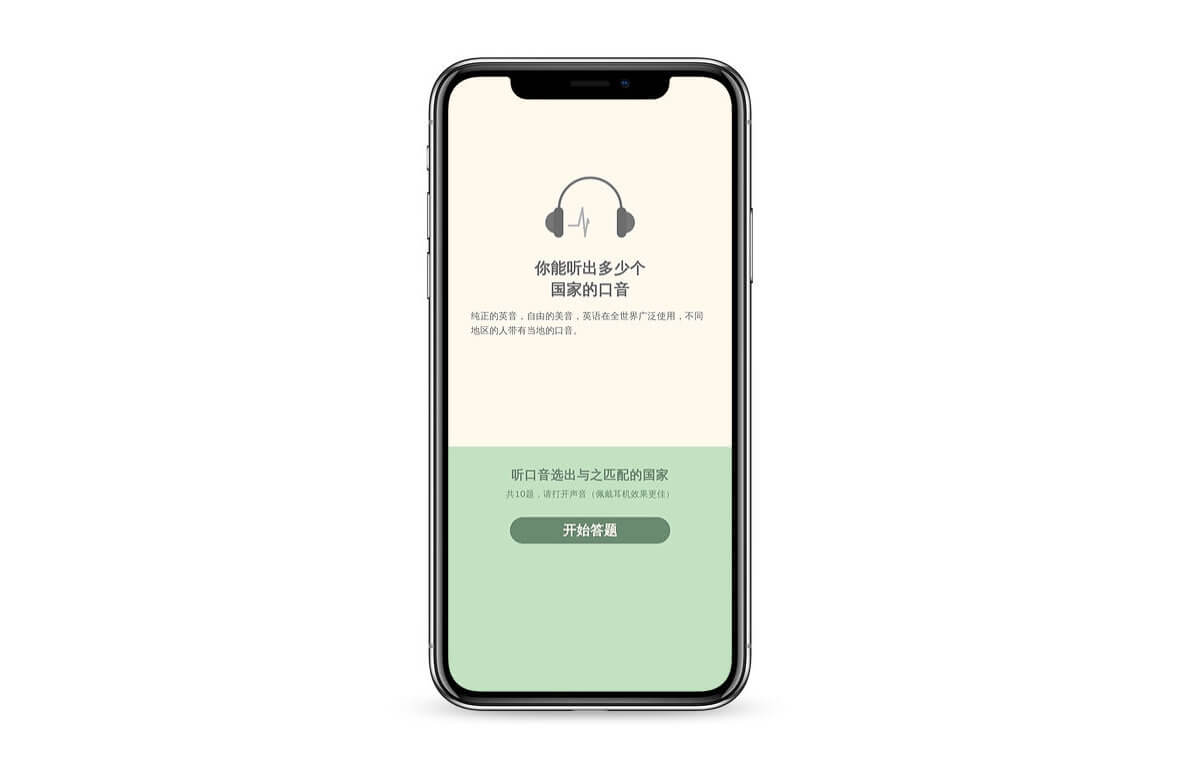 你能听出多少个
国家的口音
纯正的英音，自由的美音，英语在全世界广泛使用，不同
地区的人带有当地的口音。
听口音选出与之匹配的国家
共10题，请打开声音（佩戴耳机效果更佳）
开始答题